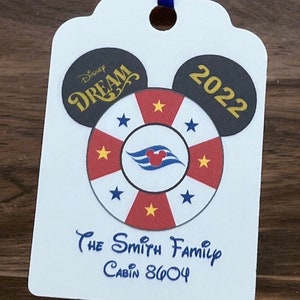 Disney
DREAM
2022
The Smith Family
Cabin 8604